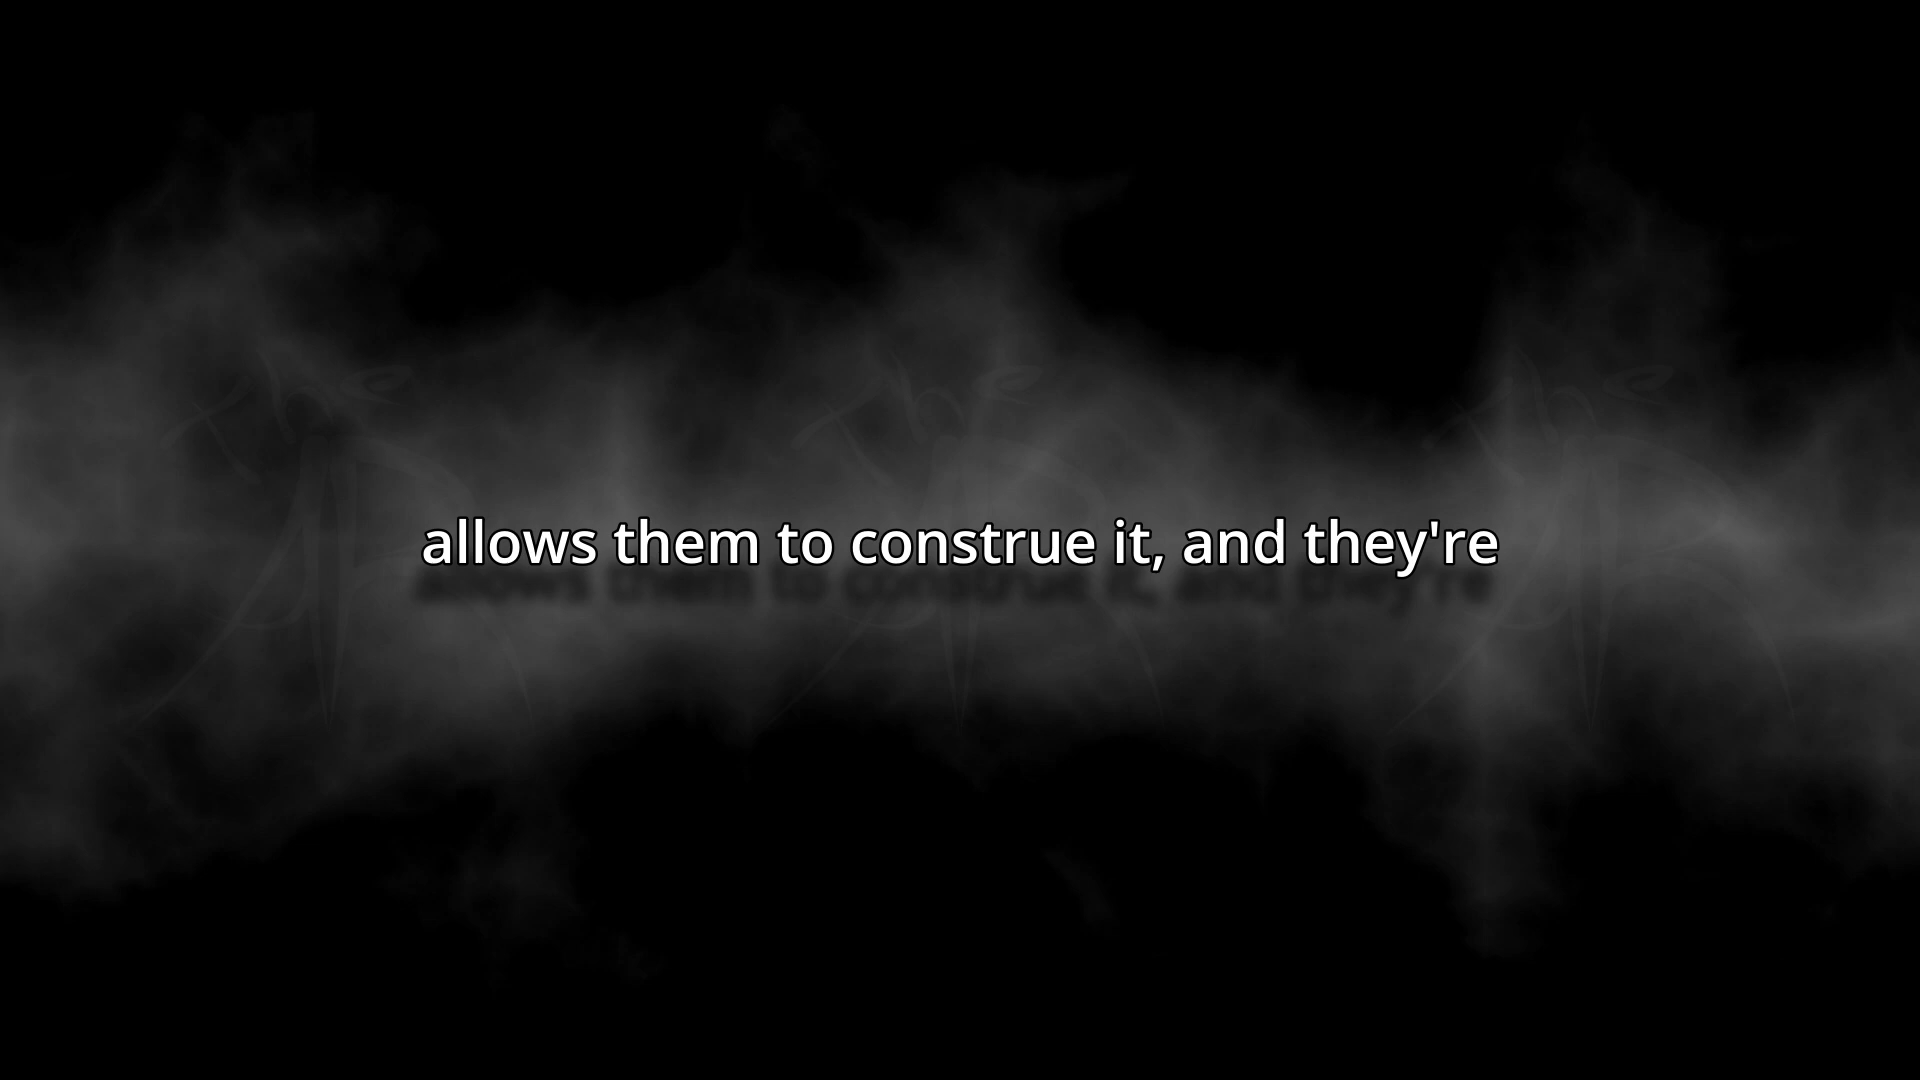 allows them to construe it, and they're